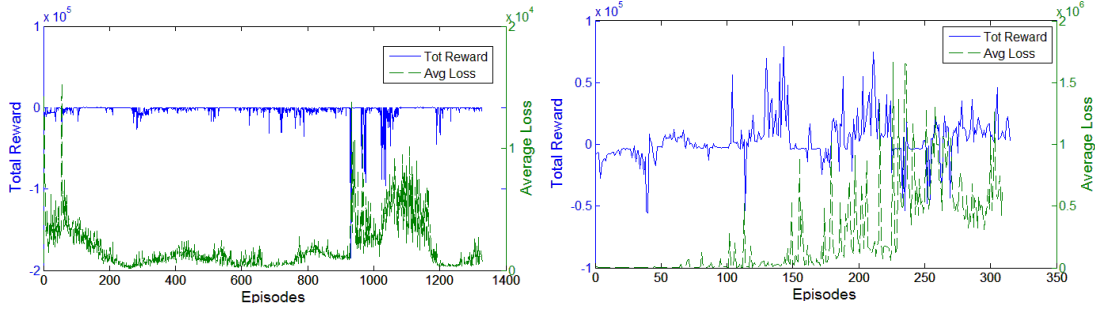 x 10^5
x 10^4
1
2
Tot Reward
Avg Loss
0
Total Reward
1
Average Loss
-1
-2
0
0 200 400 600 800 1000 1200 1400
Episodes
x 10^5
x 10^6
1
2
Tot Reward
Avg Loss
0.5
1.5
Total Reward
0
1
Average Loss
-0.5
0.5
-1
0
0 50 100 150 200 250 300 350
Episodes